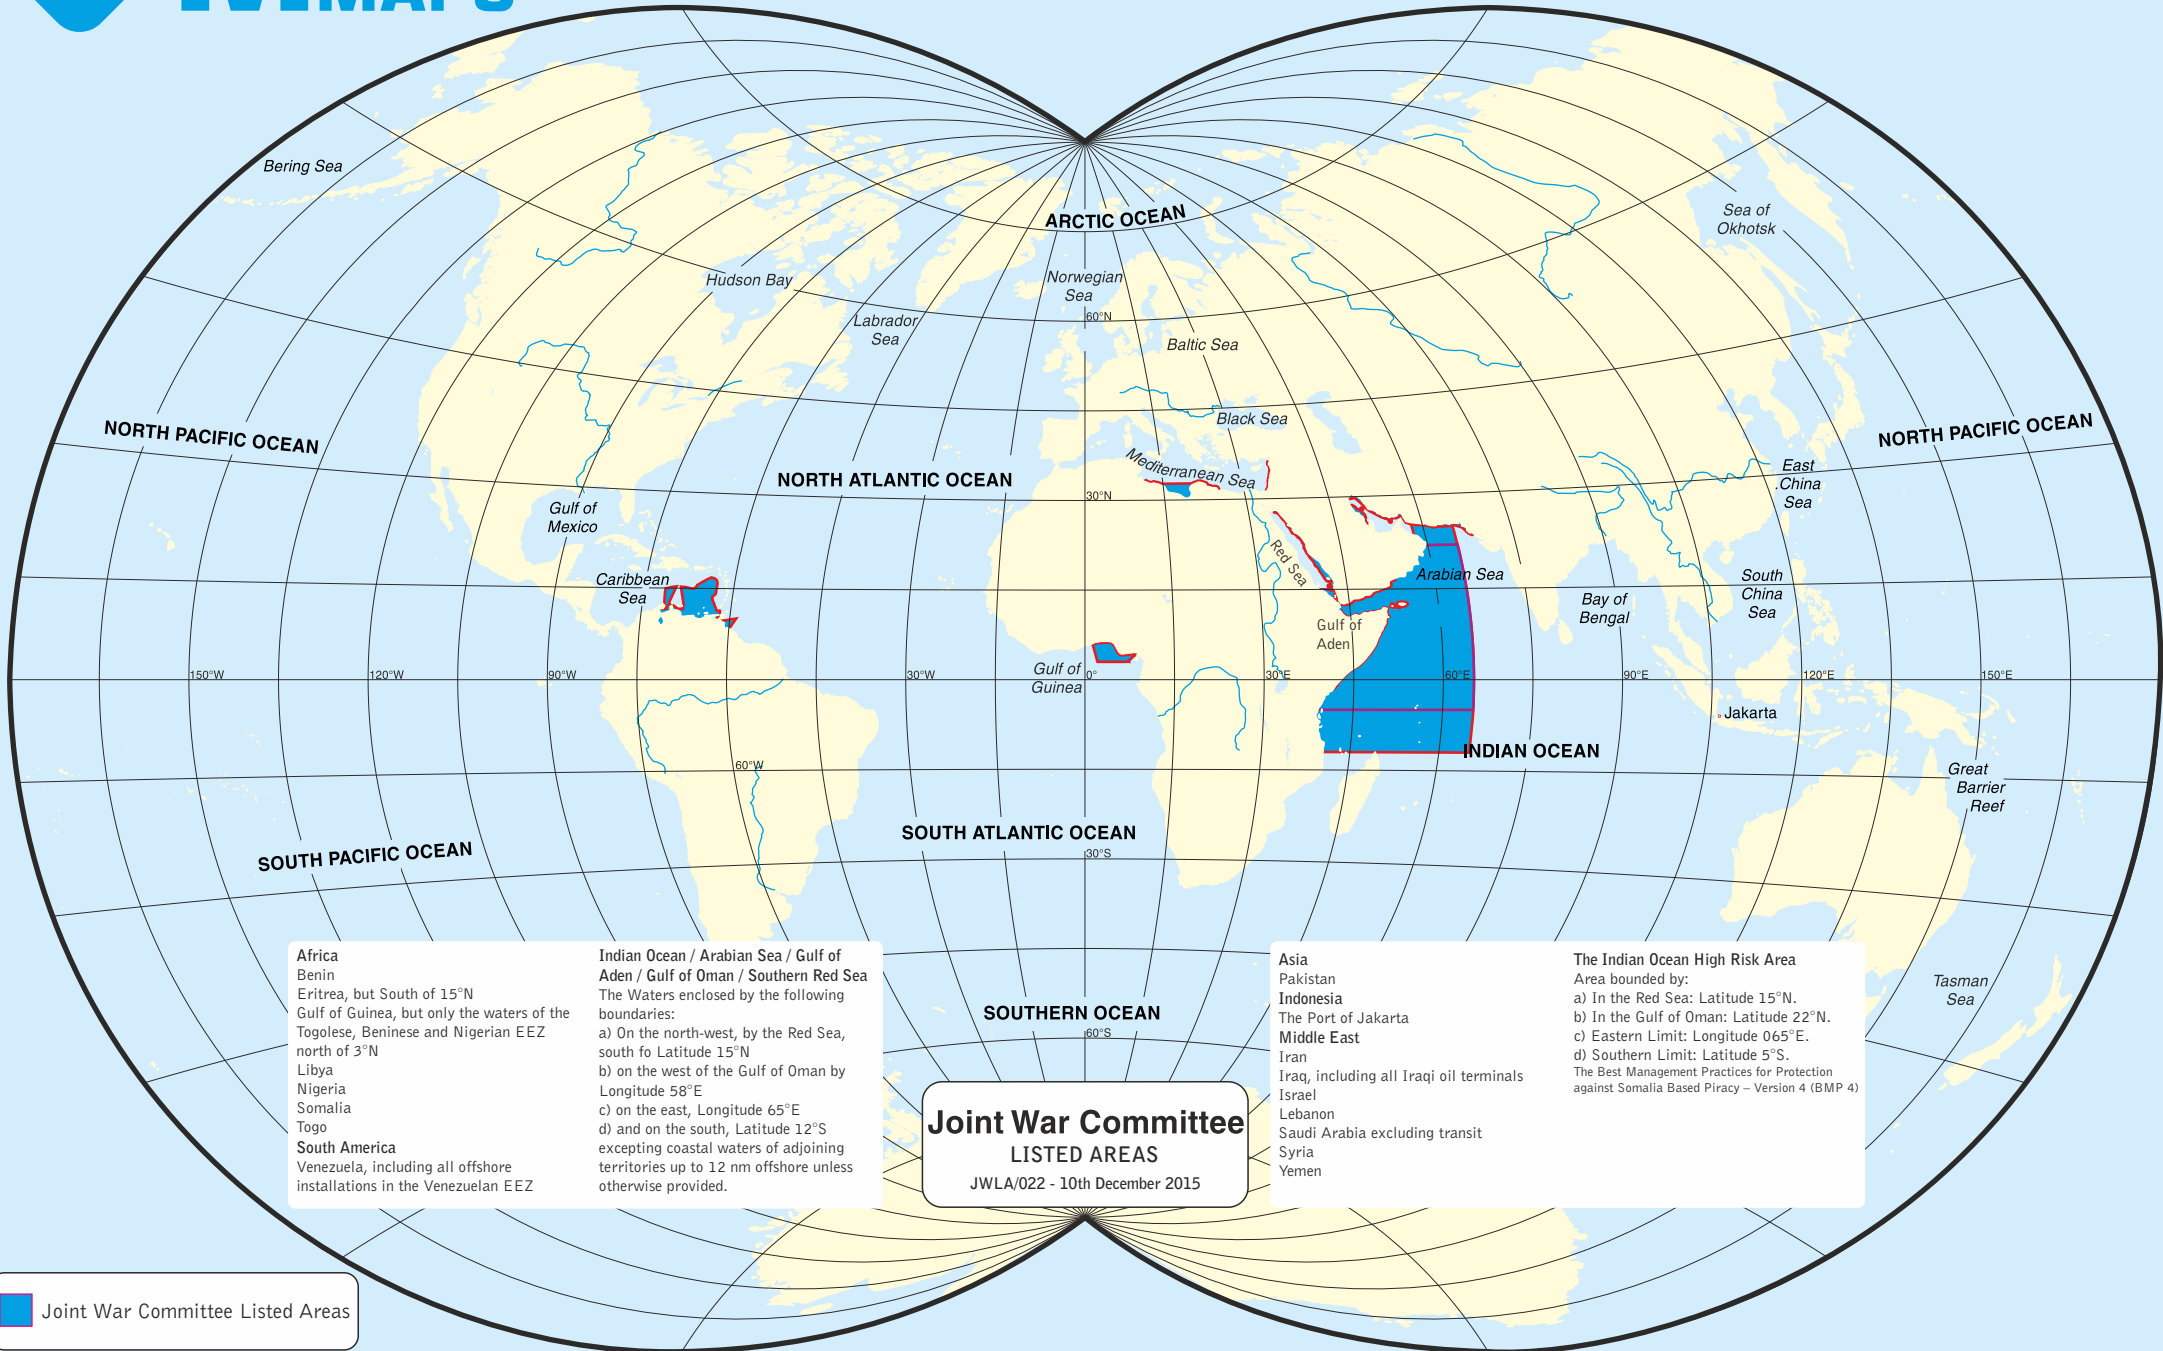 Bering Sea
ARCTIC OCEAN
Sea of
Okhotsk
Hudson Bay
Norwegian
Sea
Labrador
Sea
60°N
Baltic Sea
Black Sea
NORTH PACIFIC OCEAN
NORTH PACIFIC OCEAN
NORTH ATLANTIC OCEAN
Mediterranean Sea
East
.China
Sea
30°N
Gulf of
Mexico
Red Sea
Arabian Sea
Caribbean
Sea
South
China
Sea
Bay of
Bengal
Gulf of
Aden
Gulf of
Guinea
150°W
120°W
90°W
30°W
0°
30°E
60°E
90°E
120°E
150°E
Jakarta
INDIAN OCEAN
60°W
Great
Barrier
Reef
SOUTH ATLANTIC OCEAN
SOUTH PACIFIC OCEAN
30°S
Tasman
Sea
SOUTHERN OCEAN
60°S
Africa
Benin
Eritrea, but South of 15°N
Gulf of Guinea, but only the waters of the
Togolese, Beninese and Nigerian EEZ
north of 3°N
Libya
Nigeria
Somalia
Togo
South America
Venezuela, including all offshore
installations in the Venezuelan EEZ
Indian Ocean / Arabian Sea / Gulf of
Aden / Gulf of Oman / Southern Red Sea
The Waters enclosed by the following
boundaries:
a) On the north-west, by the Red Sea,
south fo Latitude 15°N
b) on the west of the Gulf of Oman by
Longitude 58°E
c) on the east, Longitude 65°E
d) and on the south, Latitude 12°S
excepting coastal waters of adjoining
territories up to 12 nm offshore unless
otherwise provided.
Joint War Committee
LISTED AREAS
JWLA/022 - 10th December 2015
Asia
Pakistan
Indonesia
The Port of Jakarta
Middle East
Iran
Iraq, including all Iraqi oil terminals
Israel
Lebanon
Saudi Arabia excluding transit
Syria
Yemen
The Indian Ocean High Risk Area
Area bounded by:
a) In the Red Sea: Latitude 15°N.
b) In the Gulf of Oman: Latitude 22°N.
c) Eastern Limit: Longitude 065°E.
d) Southern Limit: Latitude 5°S.
The Best Management Practices for Protection
against Somalia Based Piracy – Version 4 (BMP 4)
Joint War Committee Listed Areas